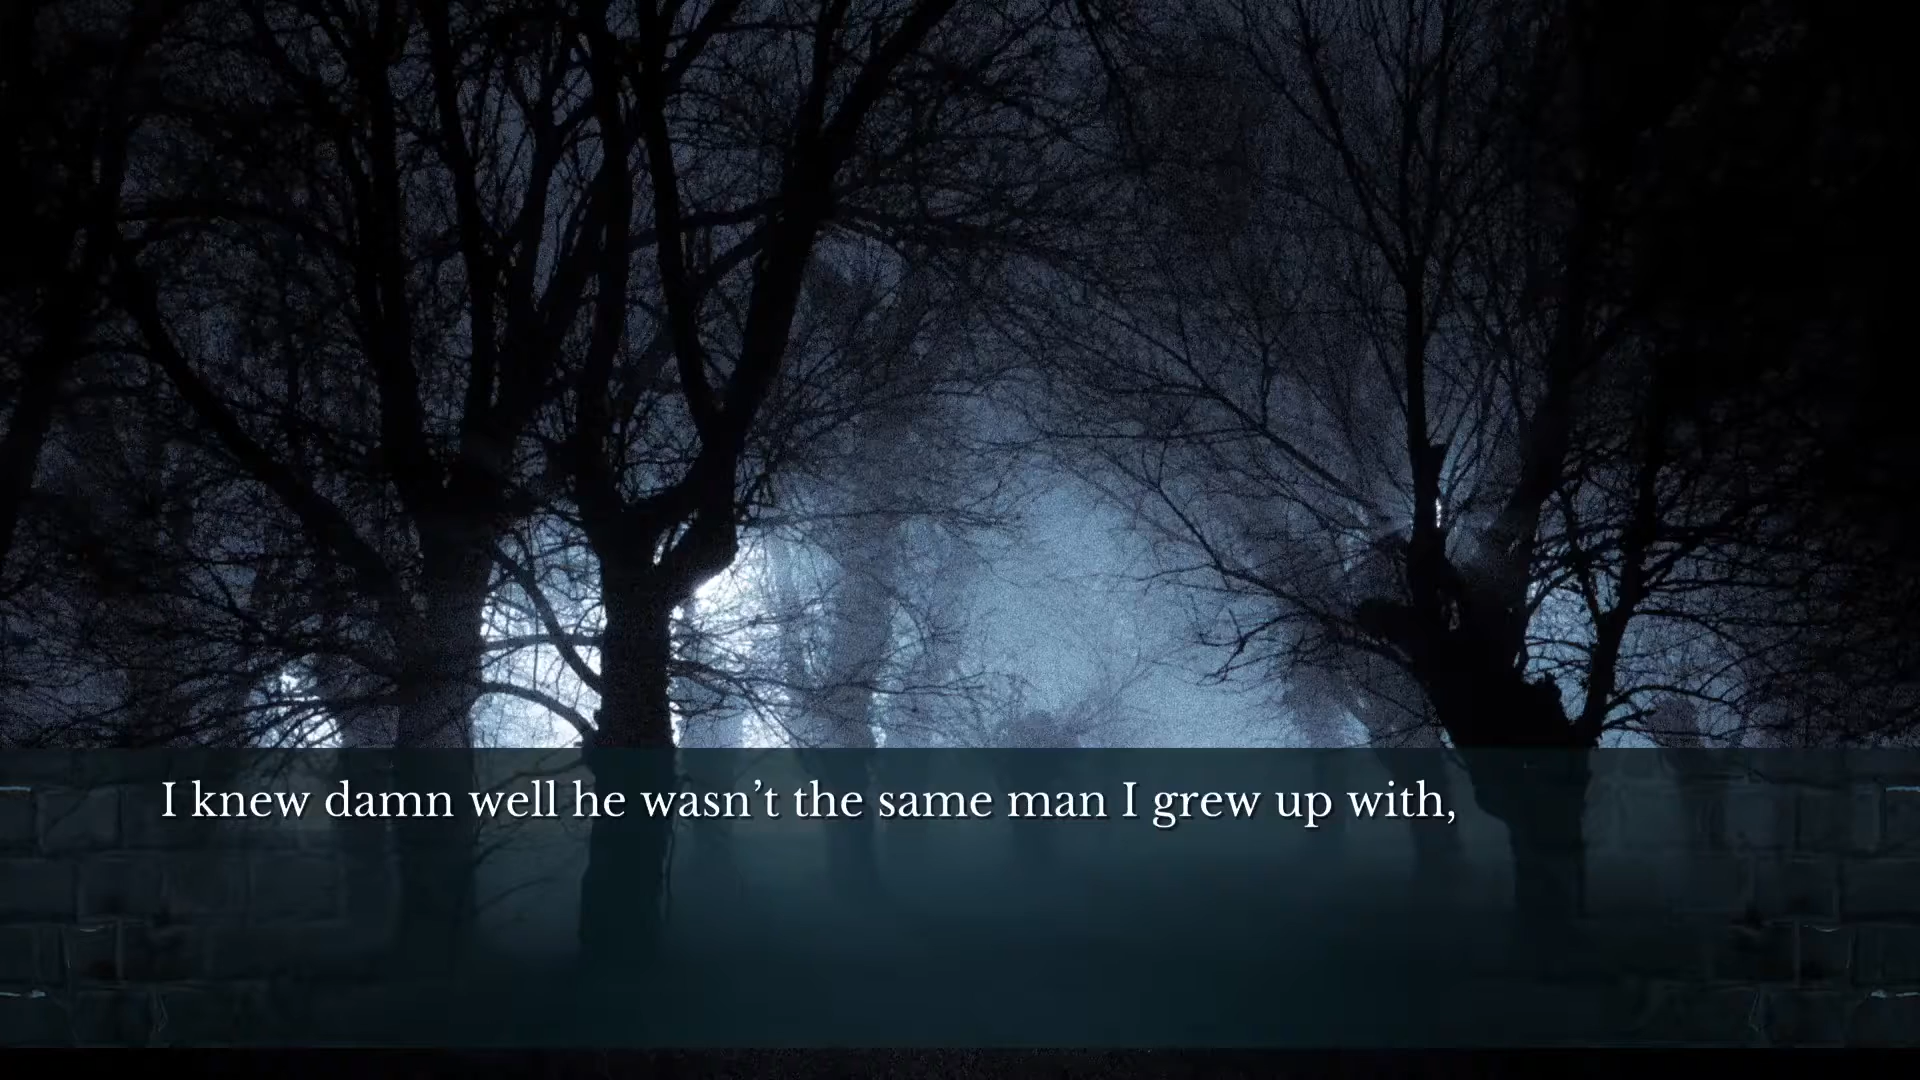 I knew damn well he wasn’t the same man I grew up with,